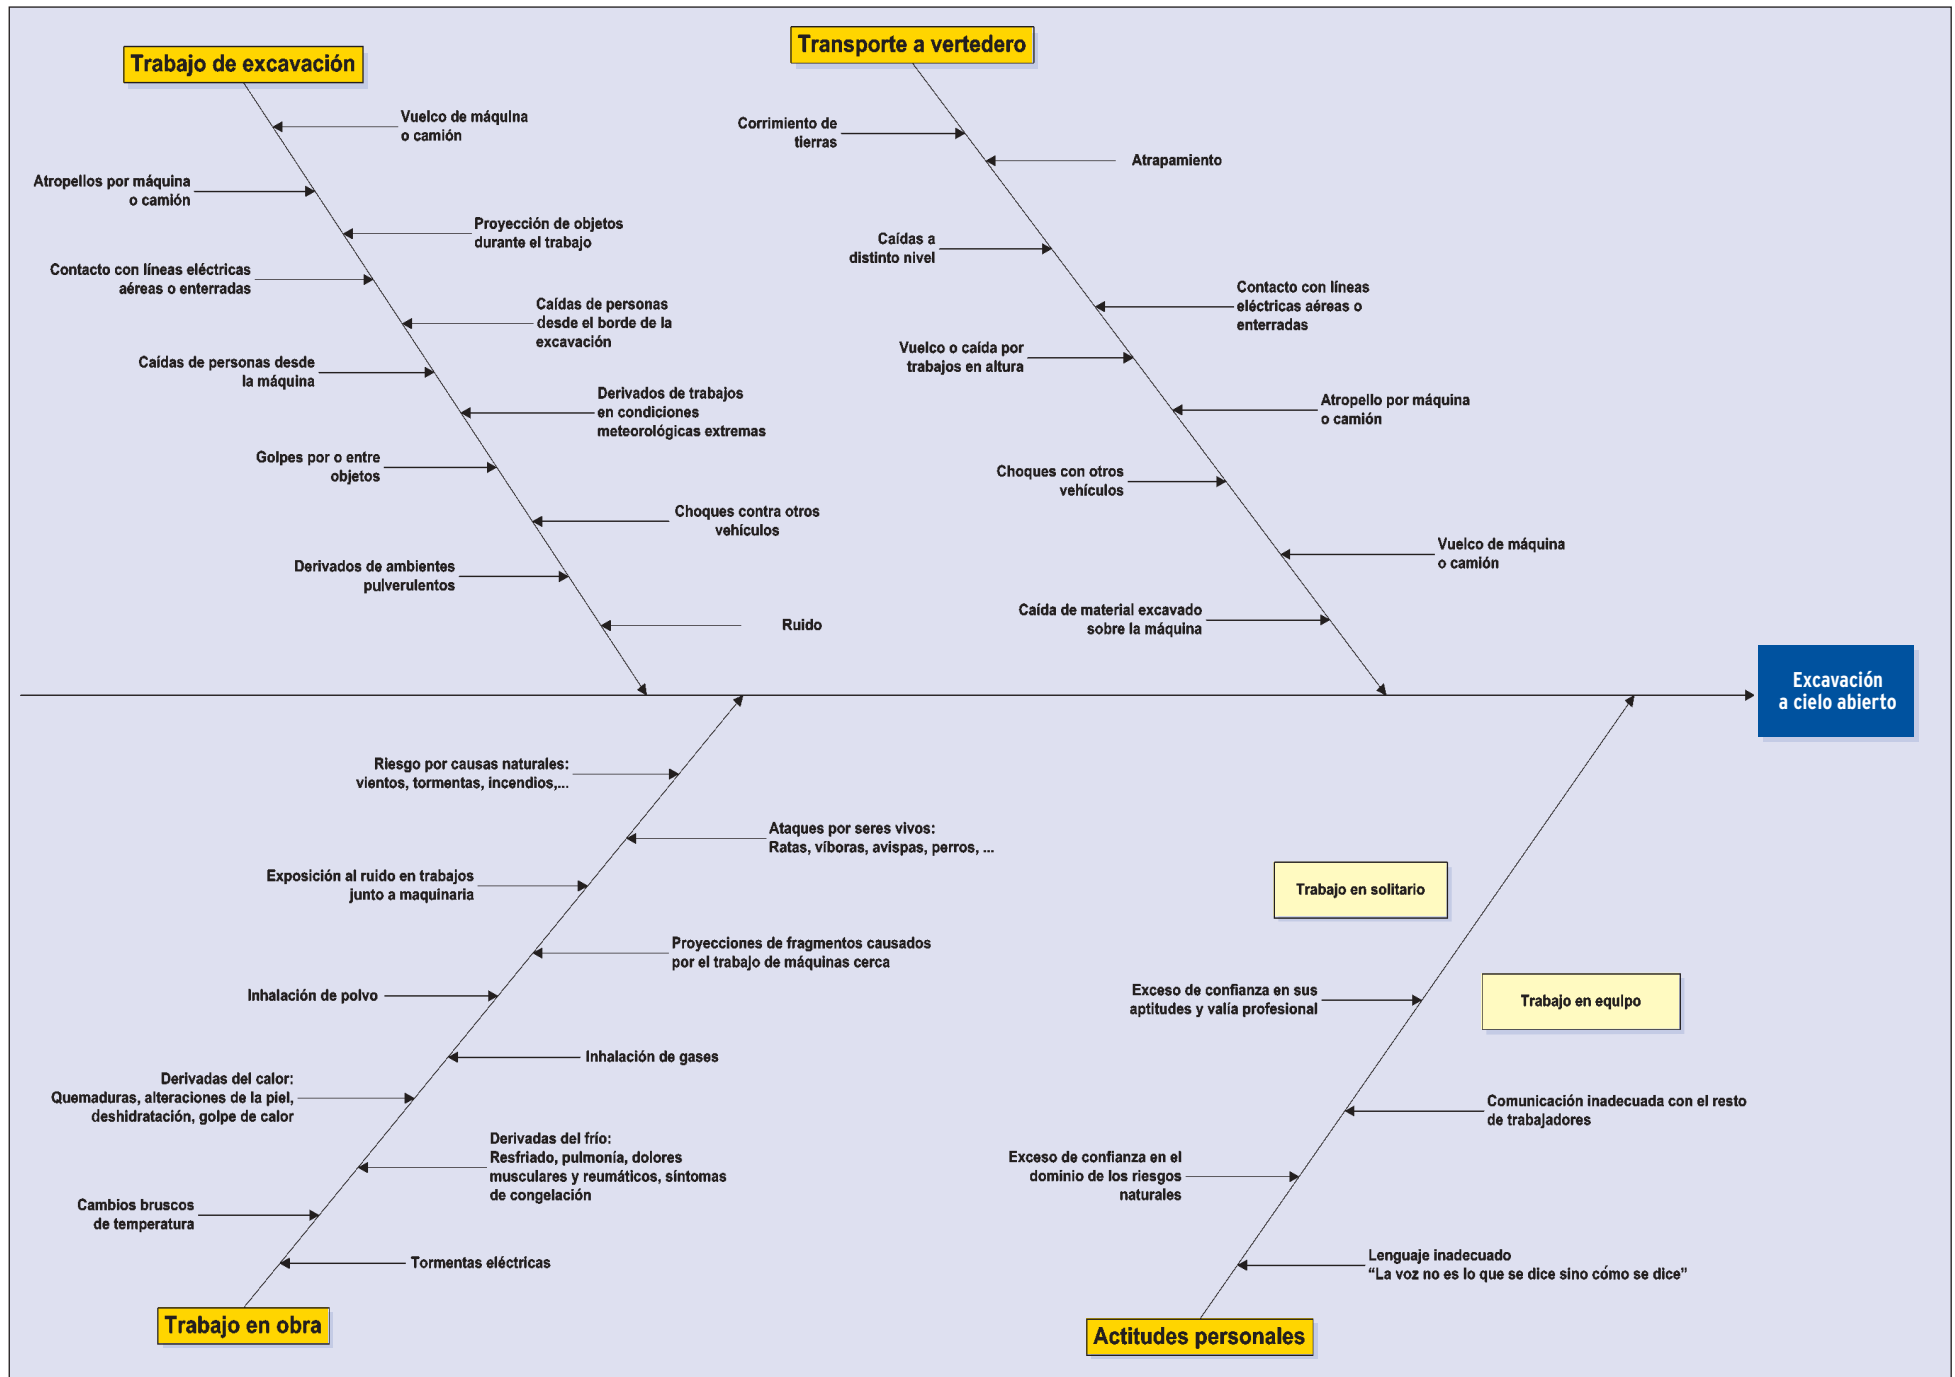 Trabajo de excavación
Vuelco de máquina
o camión
Atropellos por máquina
o camión
Proyección de objetos
durante el trabajo
Contacto con líneas eléctricas
aéreas o enterradas
Caídas de personas
desde el borde de la
excavación
Caídas de personas desde
la máquina
Derivados de trabajos
en condiciones
meteorológicas extremas
Golpes por o entre
objetos
Choques contra otros
vehículos
Derivados de ambientes
pulverulentos
Ruido
Transporte a vertedero
Corrimiento de
tierras
Atrapamiento
Caídas a
distinto nivel
Contacto con líneas
eléctricas aéreas o
enterradas
Vuelco o caída por
trabajos en altura
Atropello por máquina
o camión
Choques con otros
vehículos
Vuelco de máquina
o camión
Caída de material excavado
sobre la máquina
Excavación
a cielo abierto
Riesgo por causas naturales:
vientos, tormentas, incendios,...
Ataques por seres vivos:
Ratas, víboras, avispas, perros, ...
Exposición al ruido en trabajos
junto a maquinaria
Proyecciones de fragmentos causados
por el trabajo de máquinas cerca
Inhalación de polvo
Inhalación de gases
Derivadas del calor:
Quemaduras, alteraciones de la piel,
deshidratación, golpe de calor
Derivadas del frío:
Resfriado, pulmonía, dolores
musculares y reumáticos, síntomas
de congelación
Cambios bruscos
de temperatura
Tormentas eléctricas
Trabajo en obra
Trabajo en solitario
Trabajo en equipo
Exceso de confianza en sus
aptitudes y valía profesional
Comunicación inadecuada con el resto
de trabajadores
Exceso de confianza en el
dominio de los riesgos
naturales
Lenguaje inadecuado
“La voz no es lo que se dice sino cómo se dice”
Actitudes personales